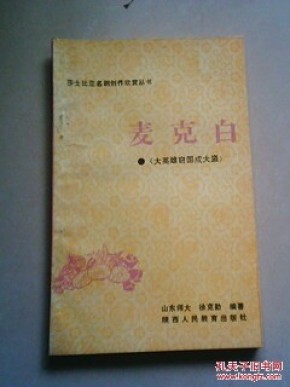 莎士比亚名剧创作欣赏丛书
麦克白
(大英雄窃国成大盗)
山东师大 徐克勤 编著
陕西人民教育出版社
孔夫子旧书网